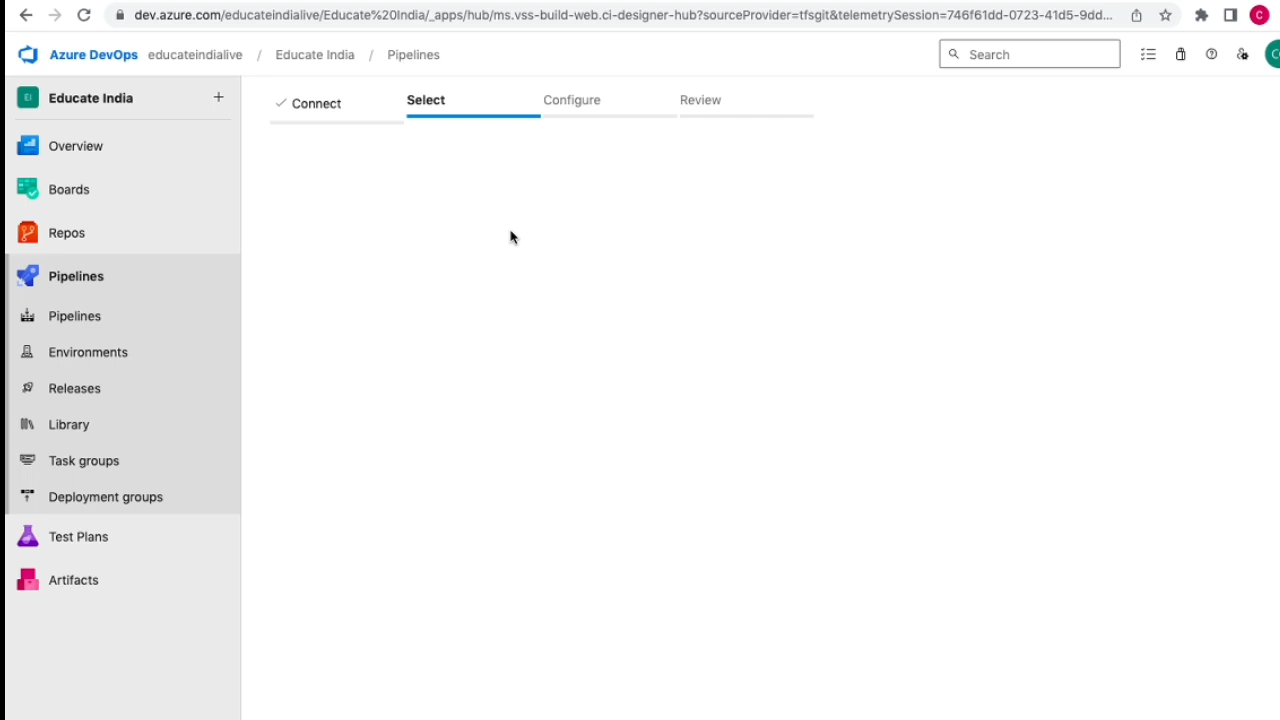 dev.azure.com/educateindialive/Educate%20India/_apps/hub/ms.vss-build-web.ci-designer-hub?sourceProvider=tfsgit&telemetrySession=746f61dd-0723-41d5-9dd...
C
Azure DevOps educateindialive / Educate India / Pipelines
Search
EI
Educate India
Connect
Select
Configure
Review
Overview
Boards
Repos
Pipelines
Pipelines
Environments
Releases
Library
Task groups
Deployment groups
Test Plans
Artifacts